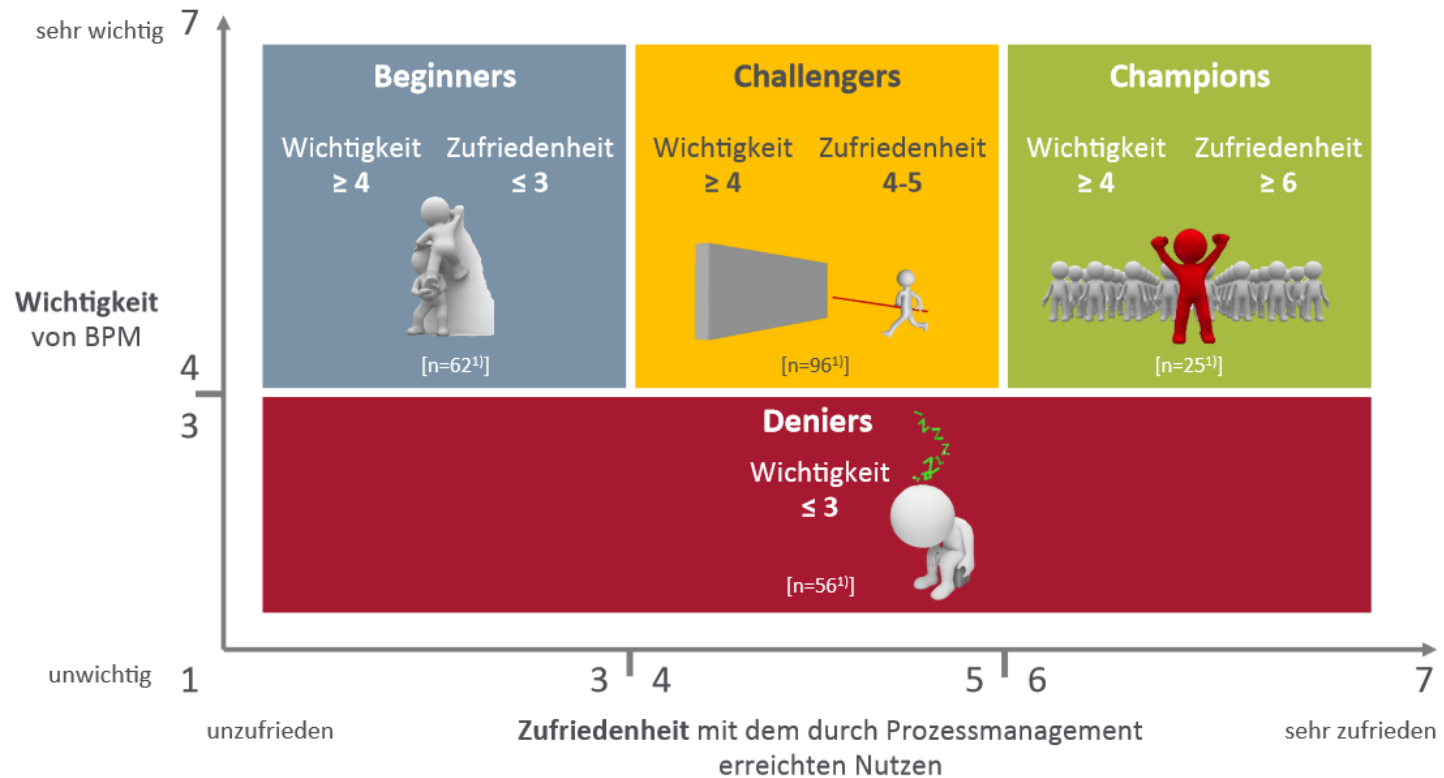 sehr wichtig 7
Beginners
Wichtigkeit Zufriedenheit
≥ 4 ≤ 3
[n=62¹⁾]
Challengers
Wichtigkeit Zufriedenheit
≥ 4 4-5
[n=96¹⁾]
Champions
Wichtigkeit Zufriedenheit
≥ 4 ≥ 6
[n=25¹⁾]
Wichtigkeit
von BPM
4
3
Deniers
Wichtigkeit
≤ 3
[n=56¹⁾]
z z z z z
unwichtig 1 3 4 5 6 7
unzufrieden
Zufriedenheit mit dem durch Prozessmanagement
erreichten Nutzen
sehr zufrieden